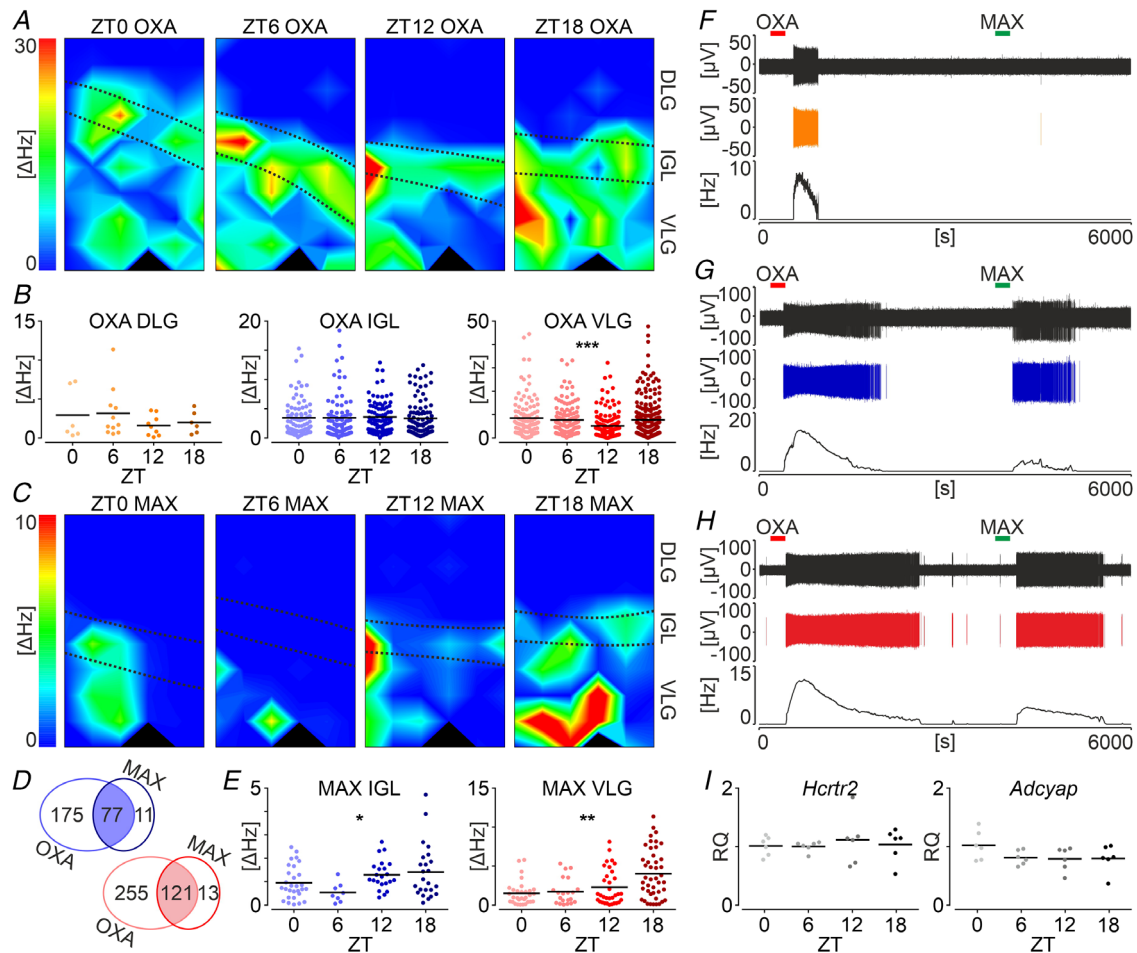 A
ZT0 OXA ZT6 OXA ZT12 OXA ZT18 OXA
30
[ΔHz]
0
DLG
IGL
VLG
B
OXA DLG OXA IGL OXA VLG
15
[ΔHz]
0
0 6 12 18
ZT
20
[ΔHz]
0
0 6 12 18
ZT
50
[ΔHz]
0
***
0 6 12 18
ZT
C
ZT0 MAX ZT6 MAX ZT12 MAX ZT18 MAX
10
[ΔHz]
0
DLG
IGL
VLG
D
MAX
175 77 11
OXA
MAX
255 121 13
OXA
E
MAX IGL MAX VLG
5
[ΔHz]
0
*
0 6 12 18
ZT
15
[ΔHz]
0
**
0 6 12 18
ZT
F
OXA MAX
50
0
-50
[µV]
50
0
-50
[µV]
10
0
[Hz]
0 [s] 6000
G
OXA MAX
100
0
-100
[µV]
100
0
-100
[µV]
20
0
[Hz]
0 [s] 6000
H
OXA MAX
100
0
-100
[µV]
100
0
-100
[µV]
15
0
[Hz]
0 [s] 6000
I
Hcrtr2 Adcyap
2
RQ
0
0 6 12 18
ZT
2
RQ
0
0 6 12 18
ZT